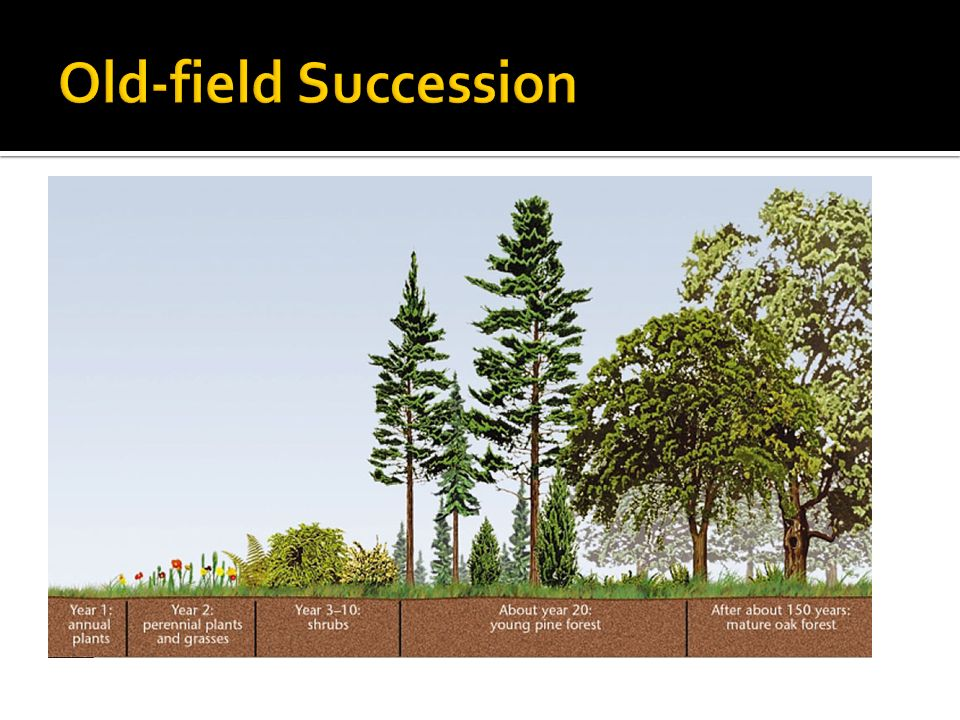 Old-field Succession
Year 1:
annual
plants
Year 2:
perennial plants
and grasses
Year 3–10:
shrubs
About year 20:
young pine forest
After about 150 years:
mature oak forest